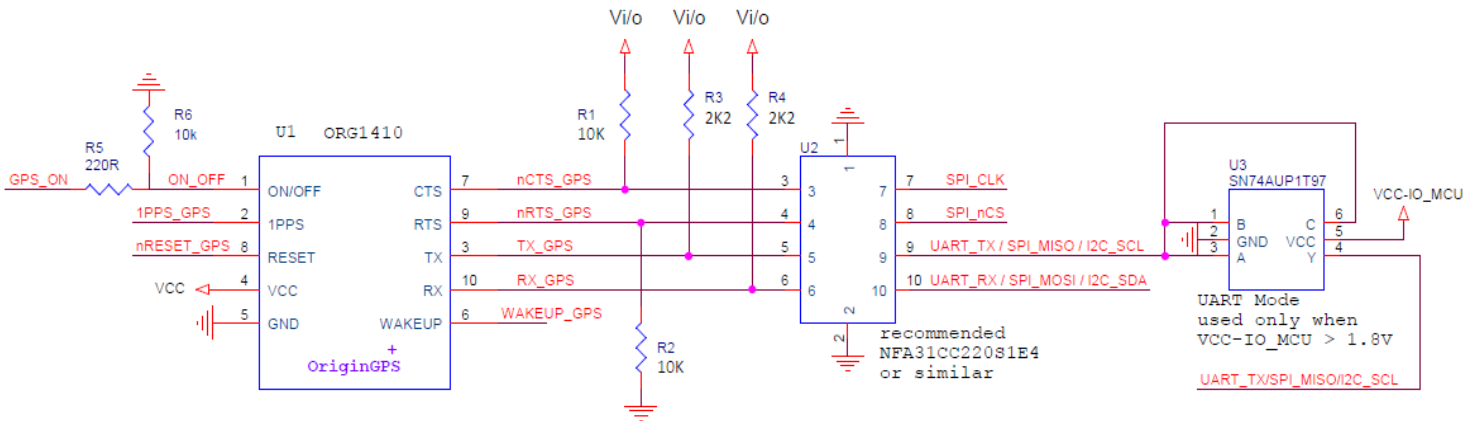 Vi/o Vi/o Vi/o
R6
10k
R5
220R
U1 ORG1410
R1
10K
R3
2K2
R4
2K2
U2
1
1
U3
SN74AUP1T97
VCC-IO_MCU
GPS_ON ON_OFF 1 ON/OFF CTS 7 nCTS_GPS 3 3 7 7 SPI_CLK
1PPS_GPS 2 1PPS RTS 9 nRTS_GPS 4 4 8 8 SPI_nCS
nRESET_GPS 8 RESET TX 3 TX_GPS 5 5 9 9 UART_TX / SPI_MISO / I2C_SCL
VCC 4 VCC RX 10 RX_GPS 6 6 10 10 UART_RX / SPI_MOSI / I2C_SDA
5 GND WAKEUP 6 WAKEUP_GPS
1 B C 6
2 GND VCC 5
3 A Y 4
2
2
+
OriginGPS
R2
10K
recommended
NFA31CC220S1E4
or similar
UART Mode
used only when
VCC-IO_MCU > 1.8V
UART_TX/SPI_MISO/I2C_SCL